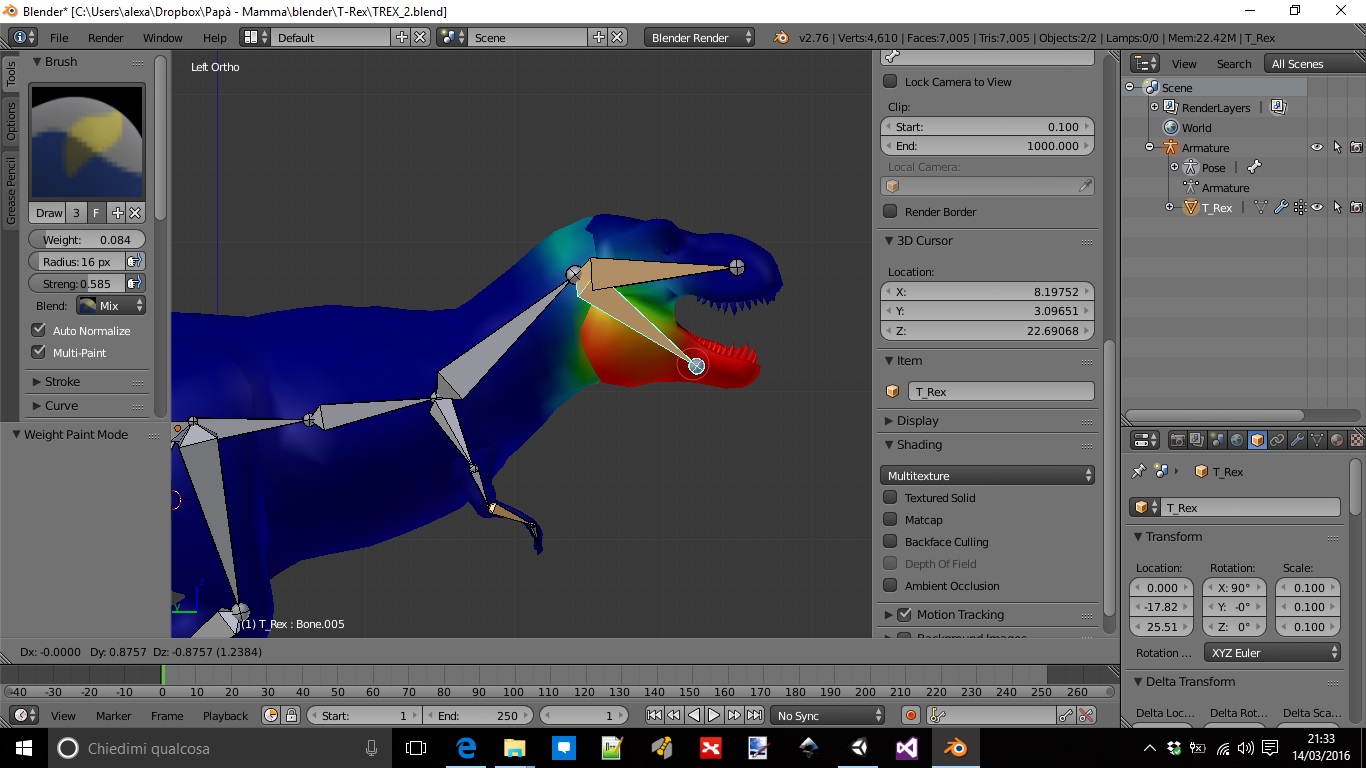 Blender* [C:\Users\alexa\Dropbox\Papà - Mamma\blender\T-Rex\TREX_2.blend]
File Render Window Help Default Scene Blender Render v2.76 | Verts:4,610 | Faces:7,005 | Tris:7,005 | Objects:2/2 | Lamps:0/0 | Mem:22.42M | T_Rex
Tools
Options
Grease Pencil
Brush
Draw 3 F
Weight: 0.084
Radius: 16 px
Streng: 0.585
Blend: Mix
Auto Normalize
Multi-Paint
Stroke
Curve
Weight Paint Mode
Left Ortho
z
y
(1) T_Rex : Bone.005
Dx: -0.0000 Dy: 0.8757 Dz: -0.8757 (1.2384)
Lock Camera to View
Clip:
Start: 0.100
End: 1000.000
Local Camera:
Render Border
3D Cursor
Location:
X: 8.19752
Y: 3.09651
Z: 22.69068
Item
T_Rex
Display
Shading
Multitexture
Textured Solid
Matcap
Backface Culling
Depth Of Field
Ambient Occlusion
Motion Tracking
Background Images
View Search All Scenes
Scene
RenderLayers
World
Armature
Pose
Armature
T_Rex
T_Rex
T_Rex
Transform
Location: Rotation: Scale:
0.000 X: 90° 0.100
-17.82 Y: -0° 0.100
25.51 Z: 0° 0.100
Rotation ... XYZ Euler
Delta Transform
Delta Loc... Delta Rot... Delta Sca...
-40 -30 -20 -10 0 10 20 30 40 50 60 70 80 90 100 110 120 130 140 150 160 170 180 190 200 210 220 230 240 250 260
View Marker Frame Playback Start: 1 End: 250 1 No Sync
Chiedimi qualcosa
21:33
14/03/2016